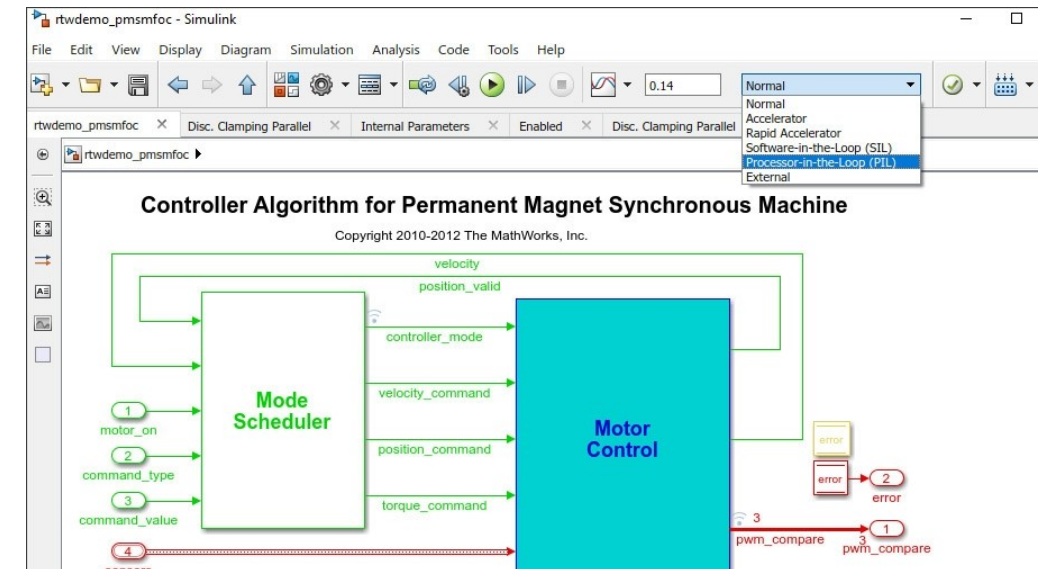 rtwdemo_pmsmfoc - Simulink
File Edit View Display Diagram Simulation Analysis Code Tools Help
0.14
Normal
Normal
Accelerator
Rapid Accelerator
Software-in-the-Loop (SIL)
Processor-in-the-Loop (PIL)
External
rtwdemo_pmsmfoc Disc. Clamping Parallel Internal Parameters Enabled Disc. Clamping Parallel
rtwdemo_pmsmfoc
Controller Algorithm for Permanent Magnet Synchronous Machine
Copyright 2010-2012 The MathWorks, Inc.
velocity
position_valid
controller_mode
velocity_command
position_command
torque_command
Mode
Scheduler
Motor
Control
1
motor_on
2
command_type
3
command_value
4
error
error
2
error
3
pwm_compare
1
3
pwm_compare